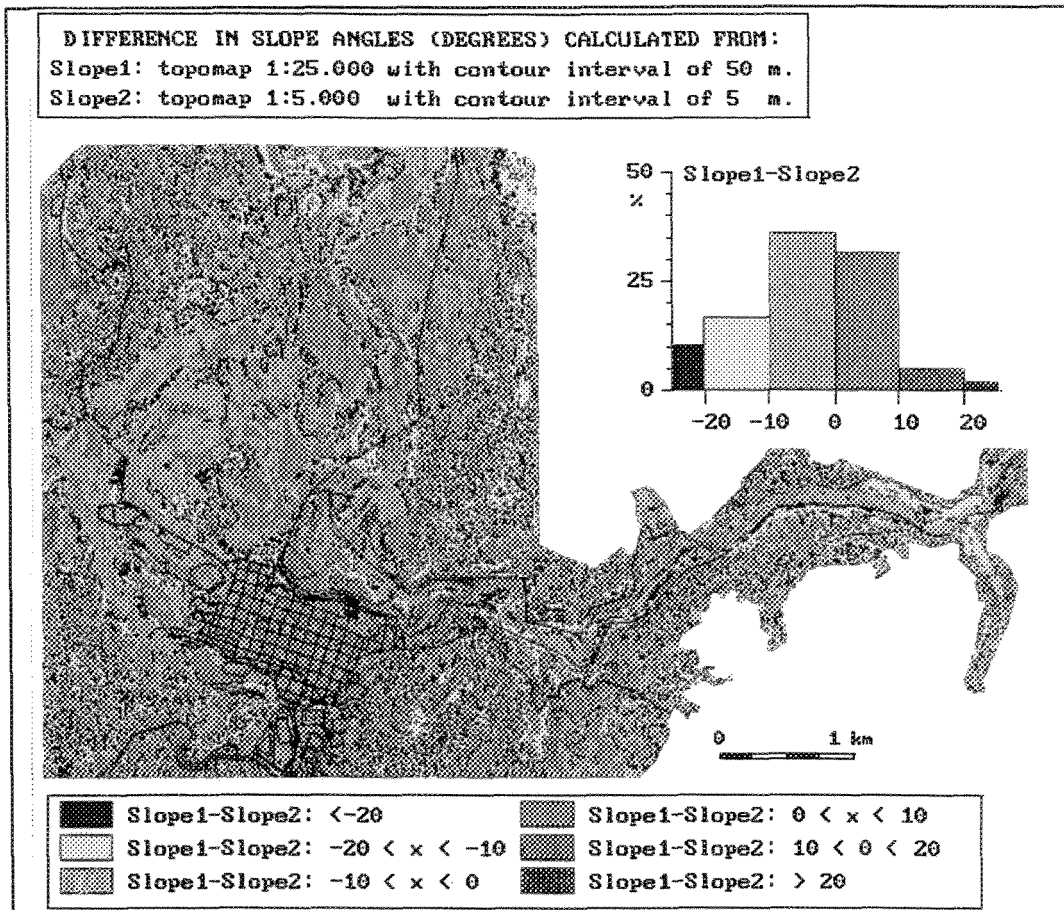 DIFFERENCE IN SLOPE ANGLES (DEGREES) CALCULATED FROM:
Slope1: topomap 1:25.000 with contour interval of 50 m.
Slope2: topomap 1:5.000 with contour interval of 5 m.
50
Slope1-Slope2
%
25
0
-20 -10 0 10 20
0 1 km
Slope1-Slope2: <-20
Slope1-Slope2: -20 < x < -10
Slope1-Slope2: -10 < x < 0
Slope1-Slope2: 0 < x < 10
Slope1-Slope2: 10 < 0 < 20
Slope1-Slope2: > 20